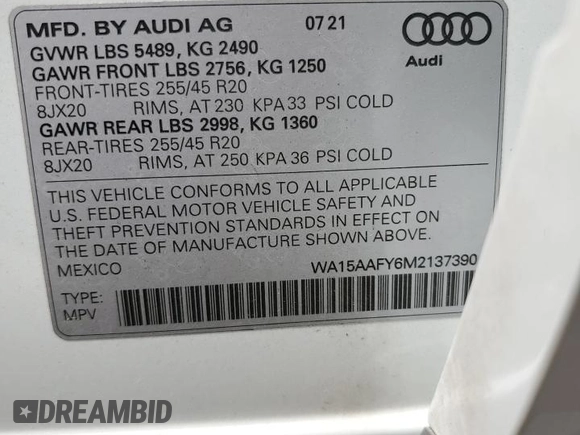 MFD. BY AUDI AG 07 21
GVWR LBS 5489, KG 2490
GAWR FRONT LBS 2756, KG 1250
FRONT-TIRES 255/45 R20
8JX20 RIMS, AT 230 KPA 33 PSI COLD
GAWR REAR LBS 2998, KG 1360
REAR-TIRES 255/45 R20
8JX20 RIMS, AT 250 KPA 36 PSI COLD
Audi
THIS VEHICLE CONFORMS TO ALL APPLICABLE
U.S. FEDERAL MOTOR VEHICLE SAFETY AND
THEFT PREVENTION STANDARDS IN EFFECT ON
THE DATE OF MANUFACTURE SHOWN ABOVE.
MEXICO WA15AAFY6M2137390
TYPE:
MPV
DREAMBID